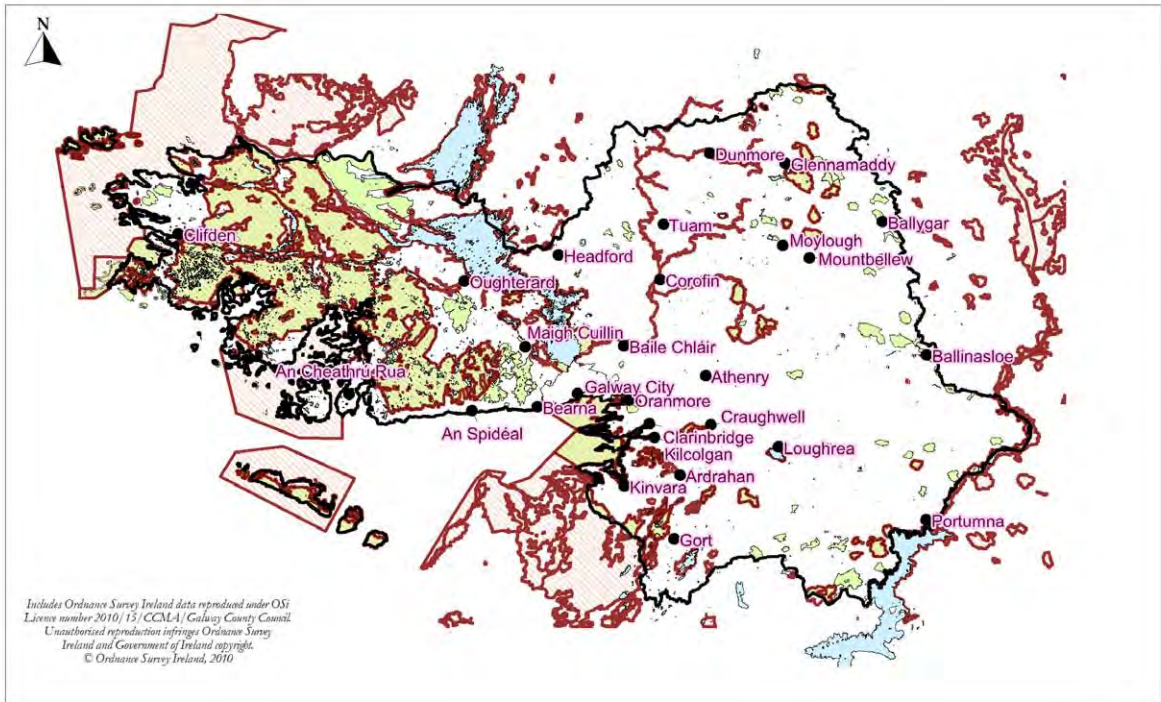 N
Dunmore
Glennamaddy
Clifden
Tuam
Ballygar
Moylough
Headford
Mountbellew
Oughterard
Corofin
Maigh Cuillin
Baile Chláir
Ballinasloe
An Cheathrú Rua
Athenry
Galway City
Oranmore
Bearna
Craughwell
An Spidéal
Clarinbridge
Kilcolgan
Loughrea
Ardrahan
Kinvara
Portumna
Gort
Includes Ordnance Survey Ireland data reproduced under OSi
Licence number 2010/15/CCMA/Galway County Council.
Unauthorised reproduction infringes Ordnance Survey
Ireland and Government of Ireland copyright.
© Ordnance Survey Ireland, 2010